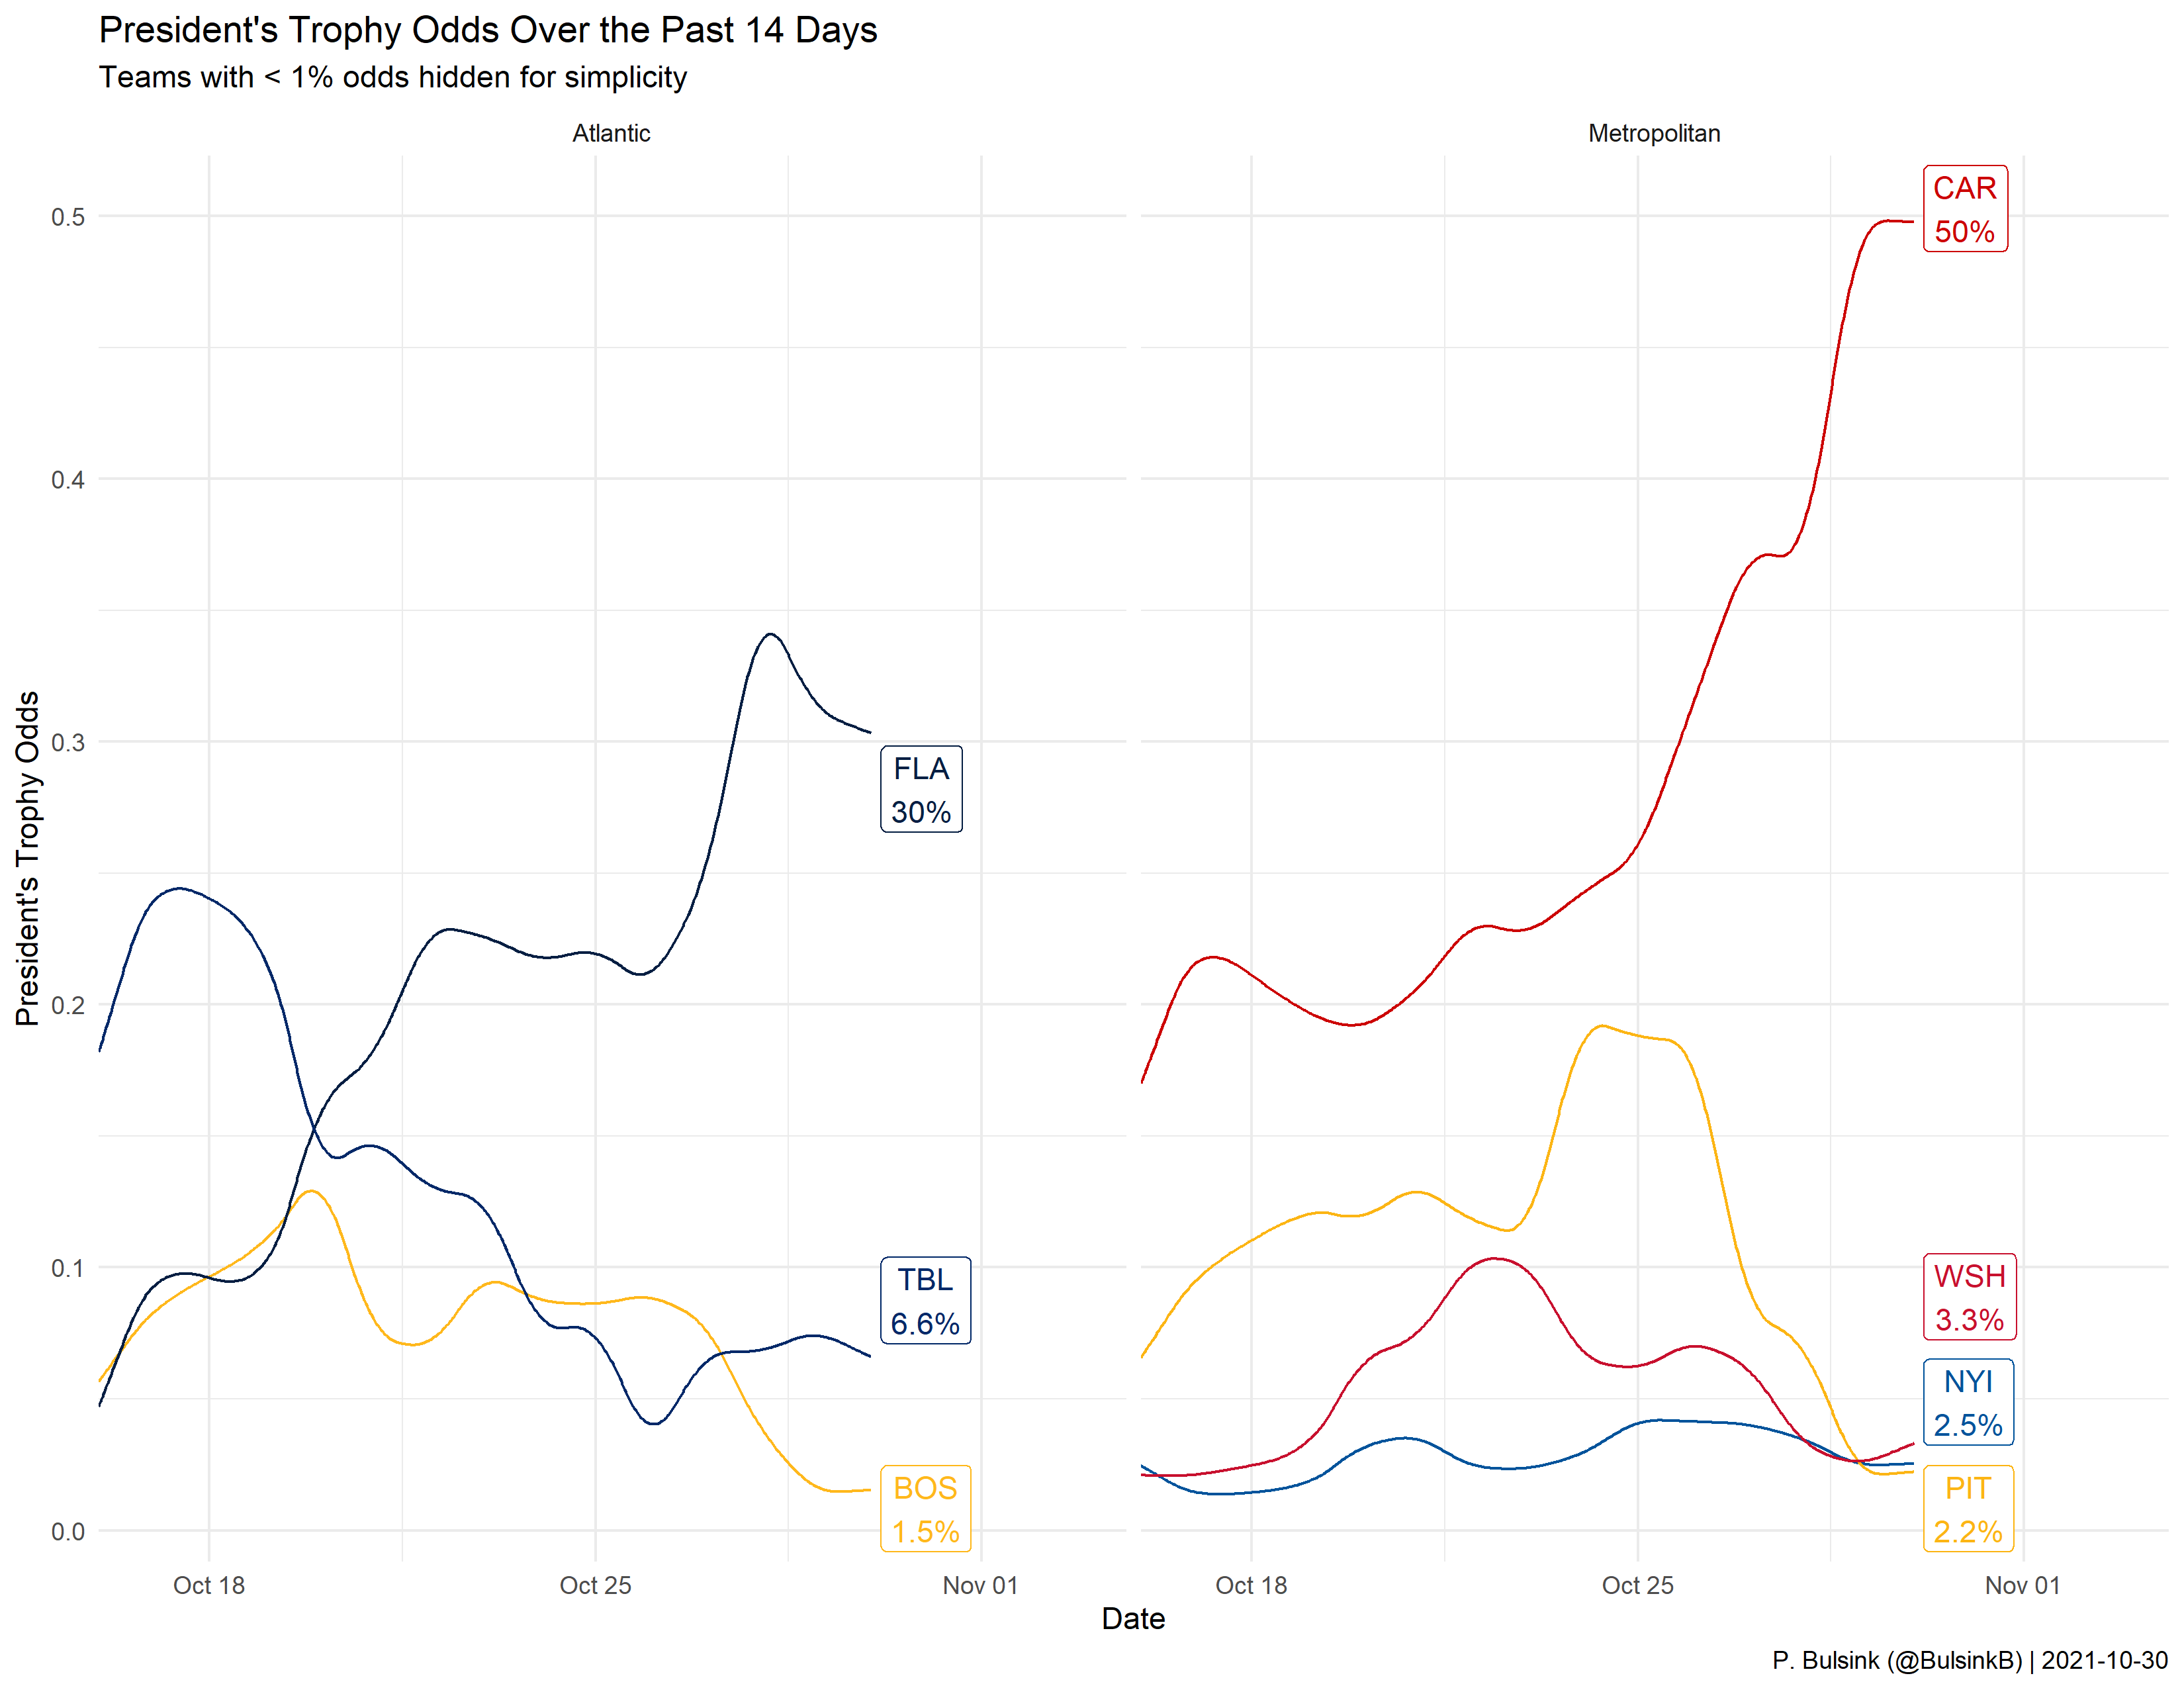 President's Trophy Odds Over the Past 14 Days
Teams with < 1% odds hidden for simplicity
Atlantic
Metropolitan
President's Trophy Odds
0.5
0.4
0.3
0.2
0.1
0.0
FLA
30%
TBL
6.6%
BOS
1.5%
CAR
50%
WSH
3.3%
NYI
2.5%
PIT
2.2%
Oct 18
Oct 25
Nov 01
Oct 18
Oct 25
Nov 01
Date
P. Bulsink (@BulsinkB) | 2021-10-30